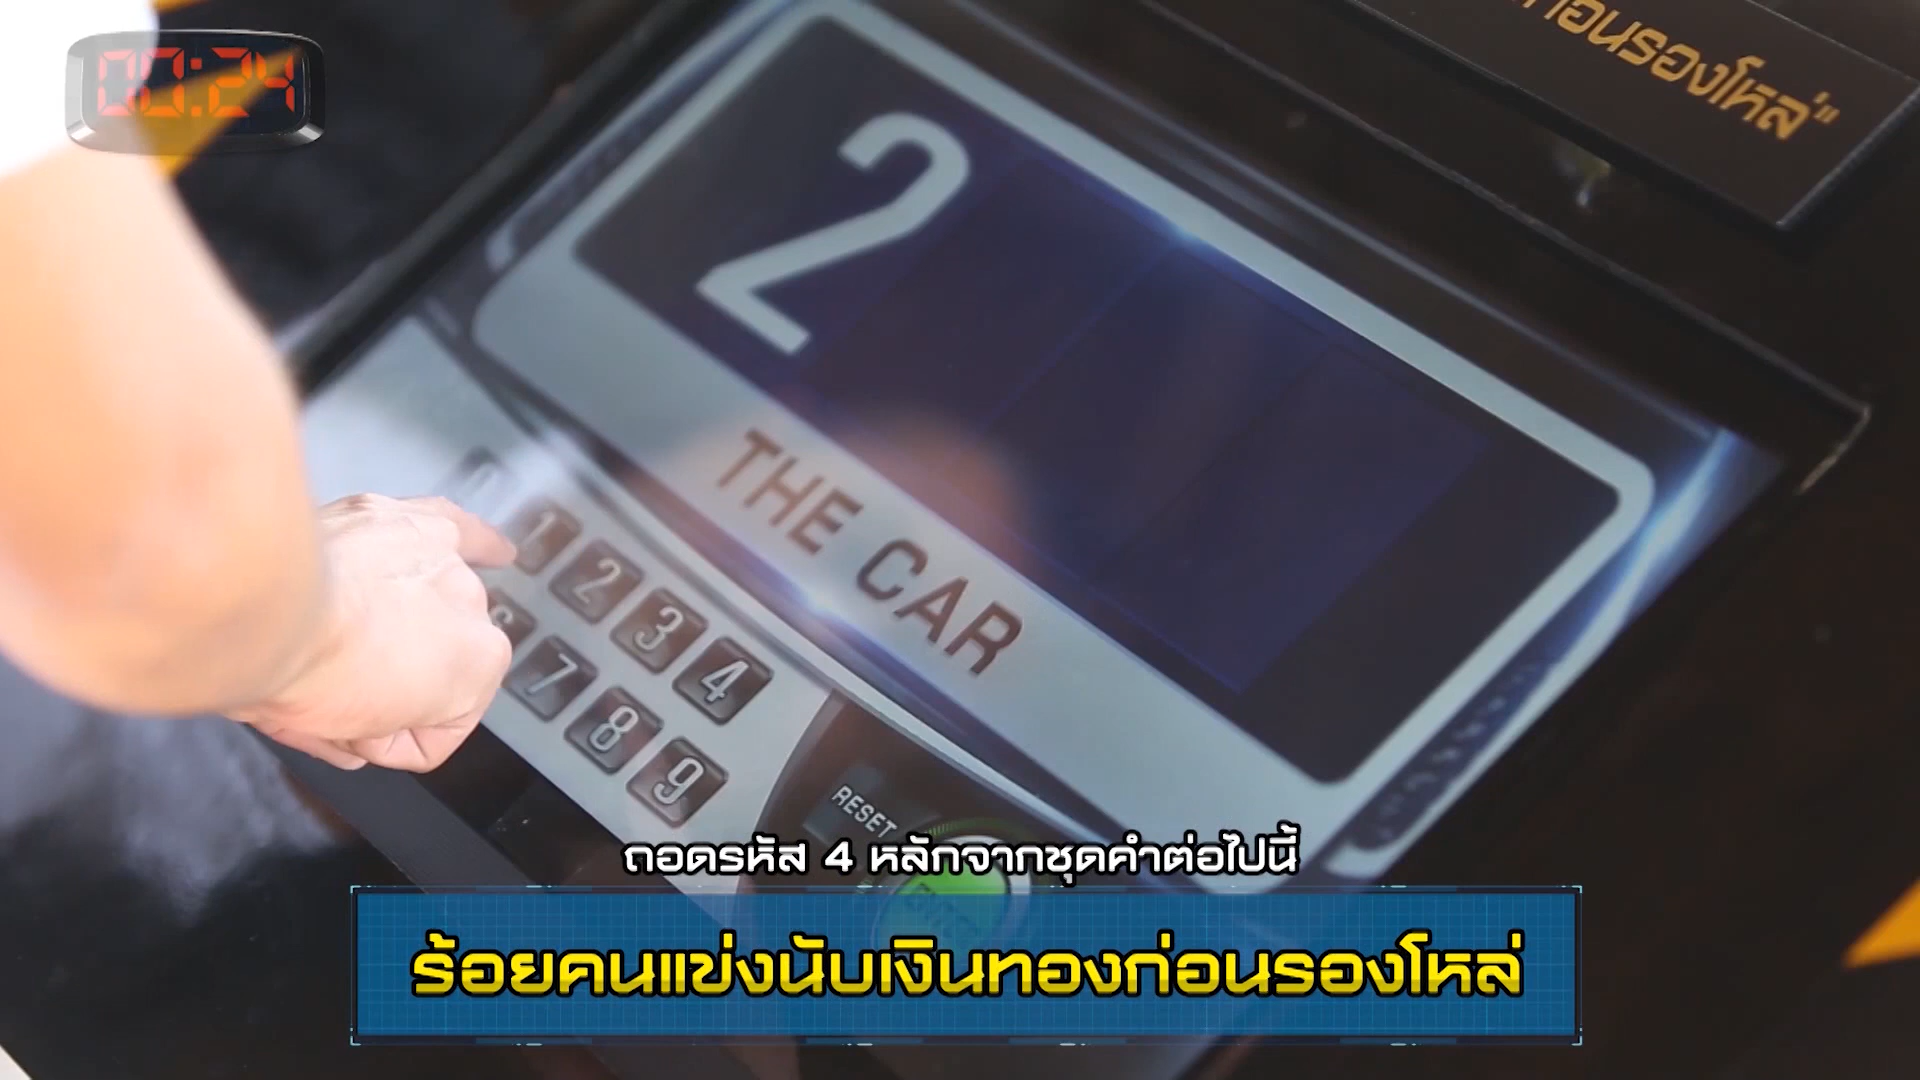 00:24
ก่อนรองโหล่"
2
THE CAR
0 1 2 3 4
6 7 8 9
RESET
ถอดรหัส 4 หลักจากชุดคำต่อไปนี้
ร้อยคนแข่งนับเงินทองก่อนรองโหล่